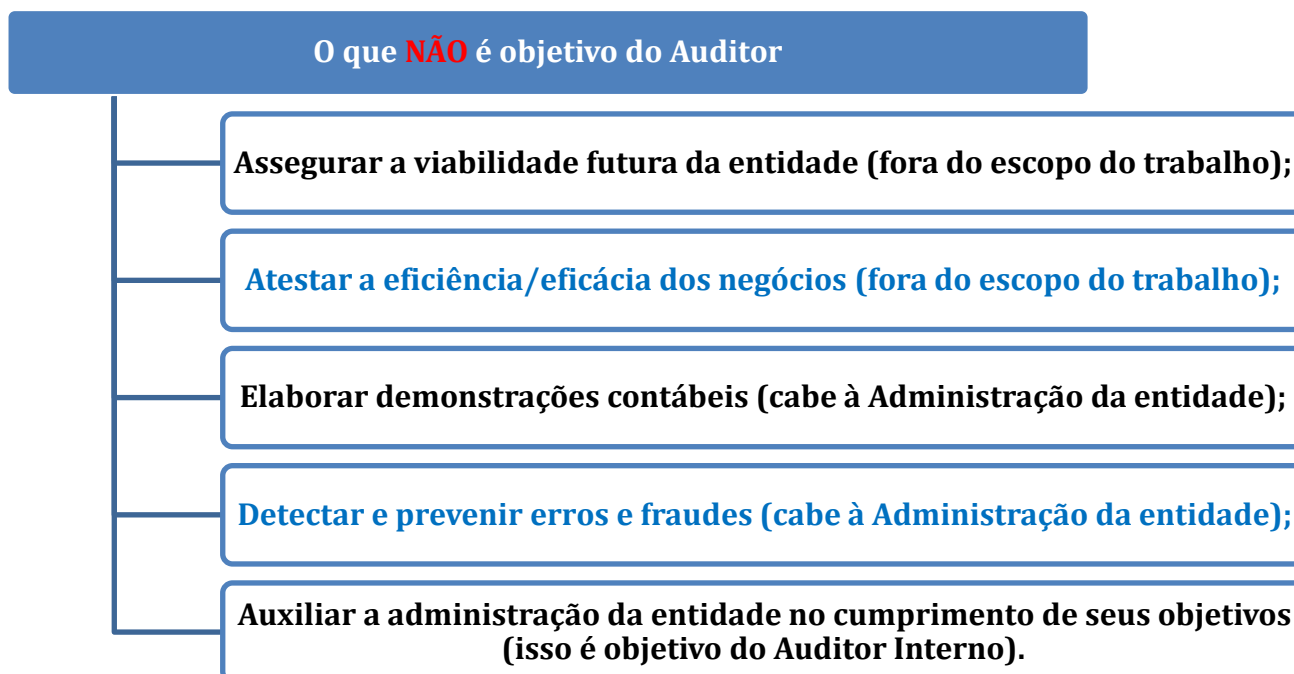 O que NÃO é objetivo do Auditor
Assegurar a viabilidade futura da entidade (fora do escopo do trabalho);
Atestar a eficiência/eficácia dos negócios (fora do escopo do trabalho);
Elaborar demonstrações contábeis (cabe à Administração da entidade);
Detectar e prevenir erros e fraudes (cabe à Administração da entidade);
Auxiliar a administração da entidade no cumprimento de seus objetivos
(isso é objetivo do Auditor Interno).